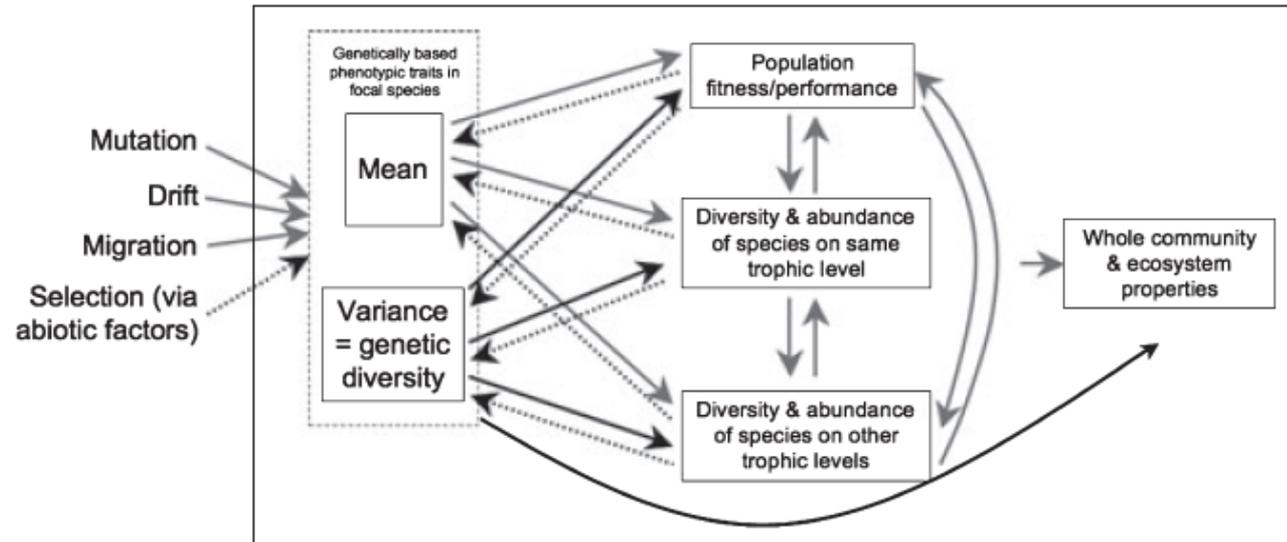 Genetically based
phenotypic traits in
focal species
Mutation
Drift
Migration
Selection (via
abiotic factors)
Mean
Variance
= genetic
diversity
Population
fitness/performance
Diversity & abundance
of species on same
trophic level
Diversity & abundance
of species on other
trophic levels
Whole community
& ecosystem
properties